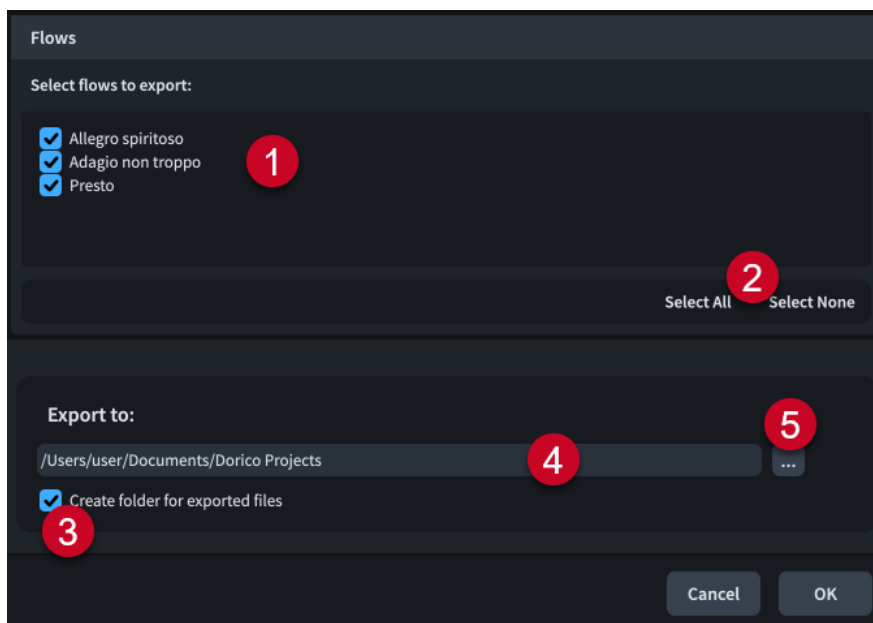 Flows
Select flows to export:
Allegro spiritoso
Adagio non troppo
1
Presto
2
Select All Select None
Export to:
5
/Users/user/Documents/Dorico Projects
4
...
Create folder for exported files
3
Cancel OK